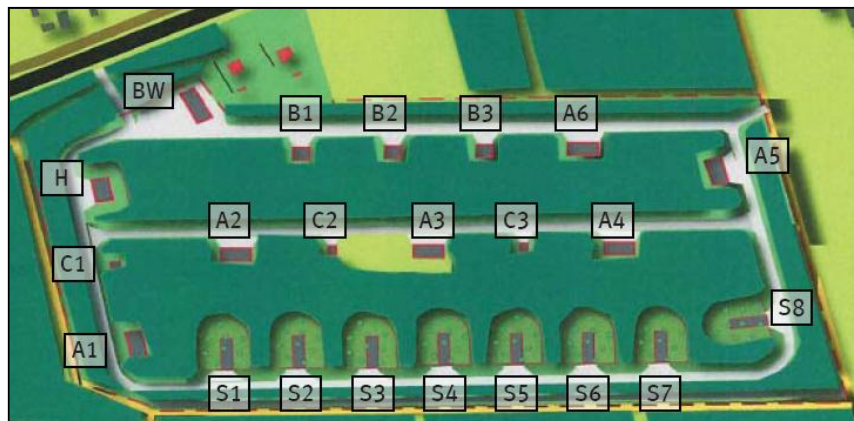 BW
B1 B2 B3 A6
A5
H
A2 C2 A3 C3 A4
C1
S8
A1
S1 S2 S3 S4 S5 S6 S7